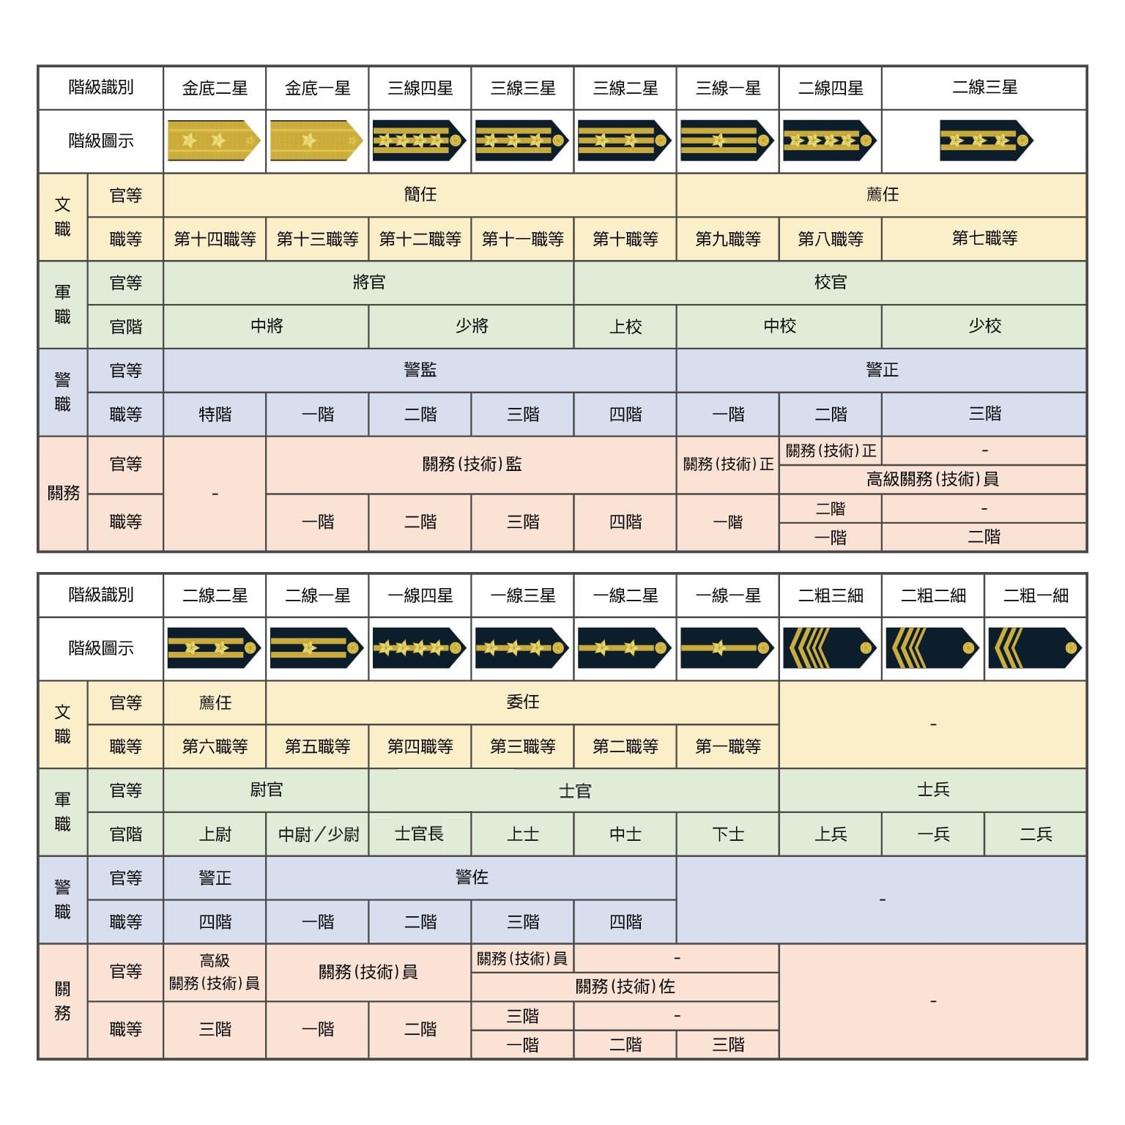 階級識別 金底二星 金底一星 三線四星 三線三星 三線二星 三線一星 二線四星 二線三星
階級圖示
文職 官等 簡任 薦任
職等 第十四職等 第十三職等 第十二職等 第十一職等 第十職等 第九職等 第八職等 第七職等
軍職 官等 將官 校官
官階 中將 少將 上校 中校 少校
警職 官等 警監 警正
職等 特階 一階 二階 三階 四階 一階 二階 三階
關務 官等 - 關務(技術)監 關務(技術)正 關務(技術)正 -
高級關務(技術)員
職等 一階 二階 三階 四階 一階 二階 -
一階 二階
階級識別 二線二星 二線一星 一線四星 一線三星 一線二星 一線一星 二粗三細 二粗二細 二粗一細
階級圖示
文職 官等 薦任 委任 -
職等 第六職等 第五職等 第四職等 第三職等 第二職等 第一職等
軍職 官等 尉官 士官 士兵
官階 上尉 中尉/少尉 士官長 上士 中士 下士 上兵 一兵 二兵
警職 官等 警正 警佐 -
職等 四階 一階 二階 三階 四階
關務 官等 高級關務(技術)員 關務(技術)員 關務(技術)員 - -
關務(技術)佐
職等 三階 一階 二階 三階 -
一階 二階 三階